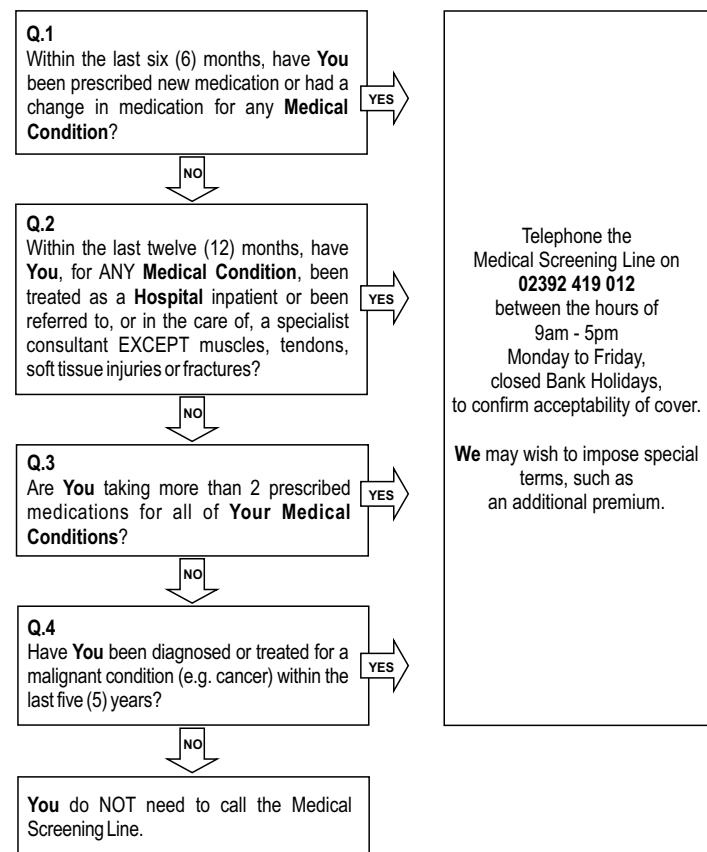 Q.1
Within the last six (6) months, have You
been prescribed new medication or had a
change in medication for any Medical
Condition?
YES
NO
Q.2
Within the last twelve (12) months, have
You, for ANY Medical Condition, been
treated as a Hospital inpatient or been
referred to, or in the care of, a specialist
consultant EXCEPT muscles, tendons,
soft tissue injuries or fractures?
YES
NO
Q.3
Are You taking more than 2 prescribed
medications for all of Your Medical
Conditions?
YES
NO
Q.4
Have You been diagnosed or treated for a
malignant condition (e.g. cancer) within the
last five (5) years?
YES
NO
You do NOT need to call the Medical
Screening Line.
Telephone the
Medical Screening Line on
02392 419 012
between the hours of
9am - 5pm
Monday to Friday,
closed Bank Holidays,
to confirm acceptability of cover.
We may wish to impose special
terms, such as
an additional premium.